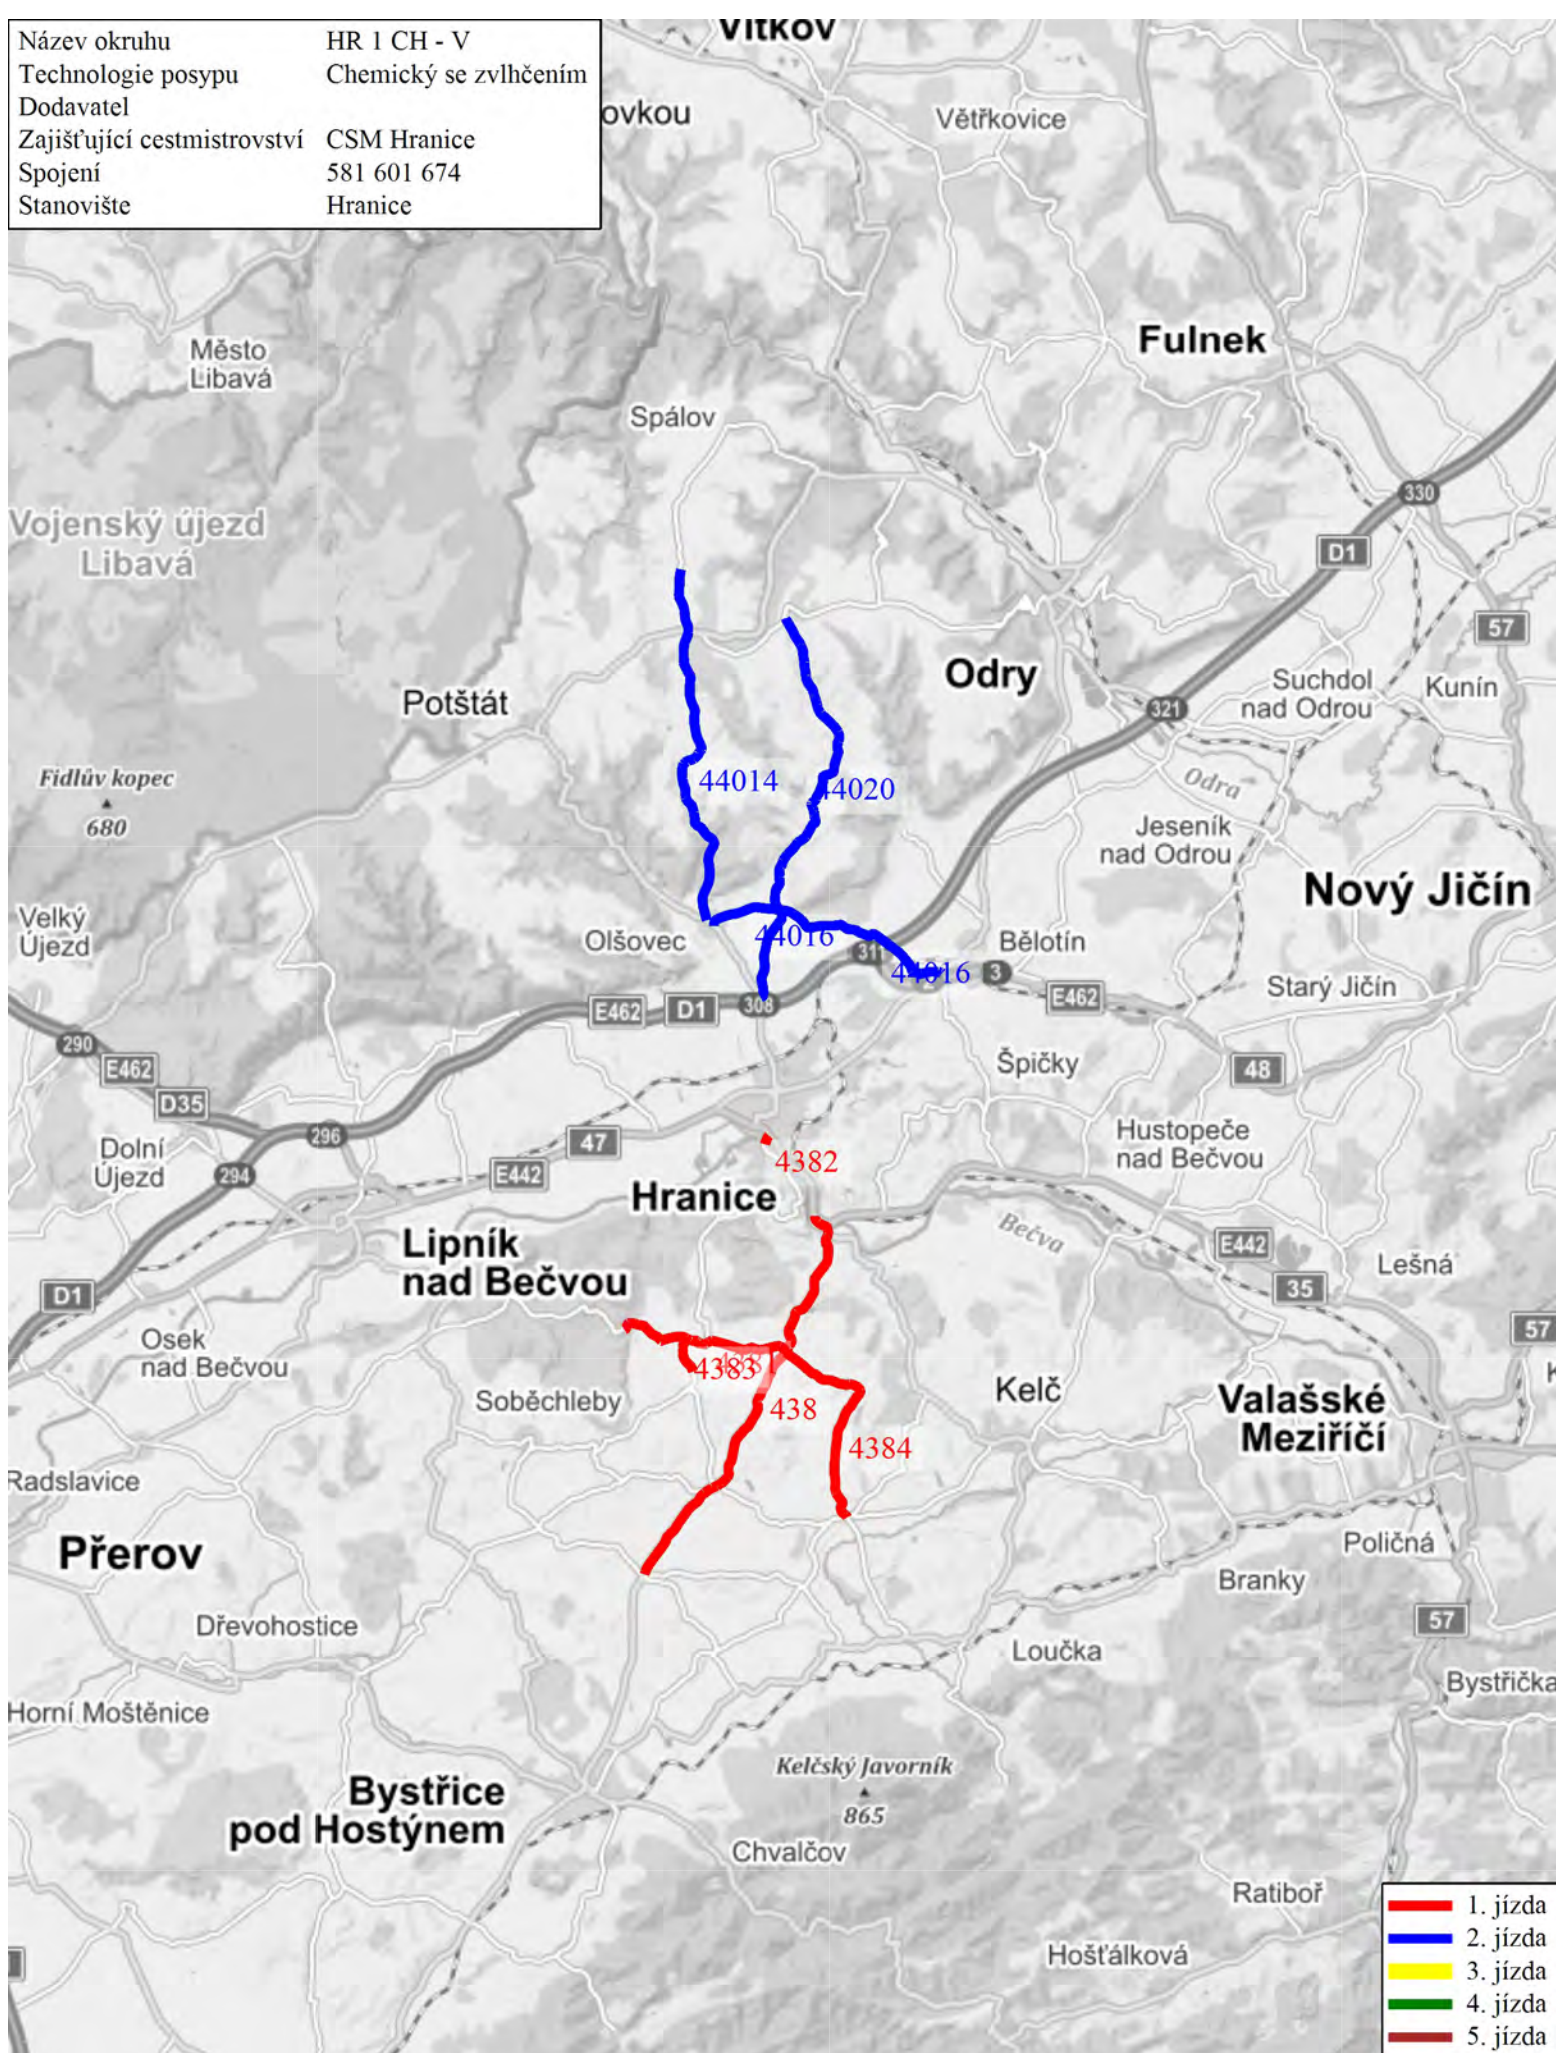 Název okruhu HR 1 CH - V
Technologie posypu Chemický se zvlhčením
Dodavatel
Zajišťující cestmistrovství CSM Hranice
Spojení 581 601 674
Stanoviště Hranice
Vítkov
ovkou
Větřkovice
Město
Libavá
Fulnek
Spálov
330
Vojenský újezd
Libavá
D1
57
Odry
Suchdol
nad Odrou
Kunín
Potštát
321
Fidlův kopec
680
44014
44020
Odra
Jeseník
nad Odrou
Nový Jičín
Velký
Újezd
Olšovec
44016
311
Bělotín
44016
3
E462
Starý Jičín
E462
D1
308
290
E462
D35
Špičky
48
296
47
Dolní
Újezd
294
E442
4382
Hustopeče
nad Bečvou
Hranice
Bečva
E442
Lipník
nad Bečvou
Lešná
35
D1
57
Osek
nad Bečvou
4383
438
Soběchleby
Kelč
Valašské
Meziříčí
4384
Radslavice
Přerov
Poličná
Branky
57
Dřevohostice
Loučka
Bystřička
Horní Moštěnice
Kelčský Javorník
865
Bystřice
pod Hostýnem
Chvalčov
Ratiboř
Hošťálková
1. jízda
2. jízda
3. jízda
4. jízda
5. jízda